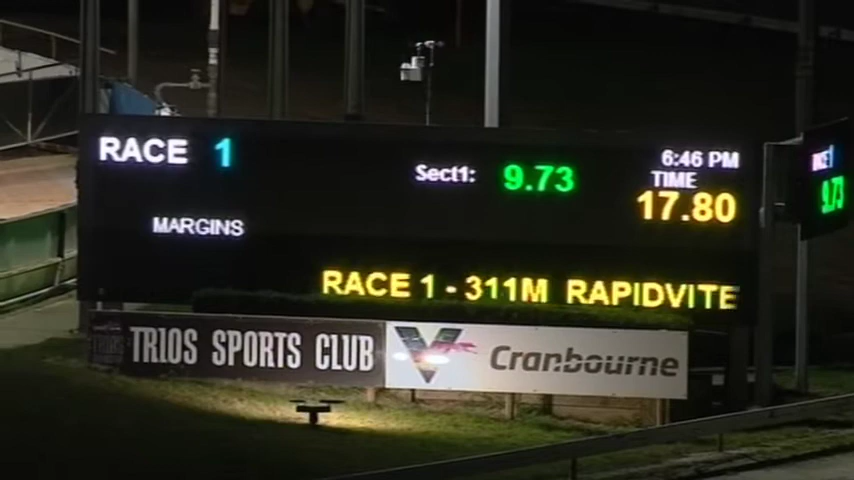 RACE 1
Sect1: 9.73
6:46 PM
TIME
17.80
MARGINS
RACE 1 - 311M RAPIDVITE
TRIOS SPORTS CLUB
Cranbourne
9.73